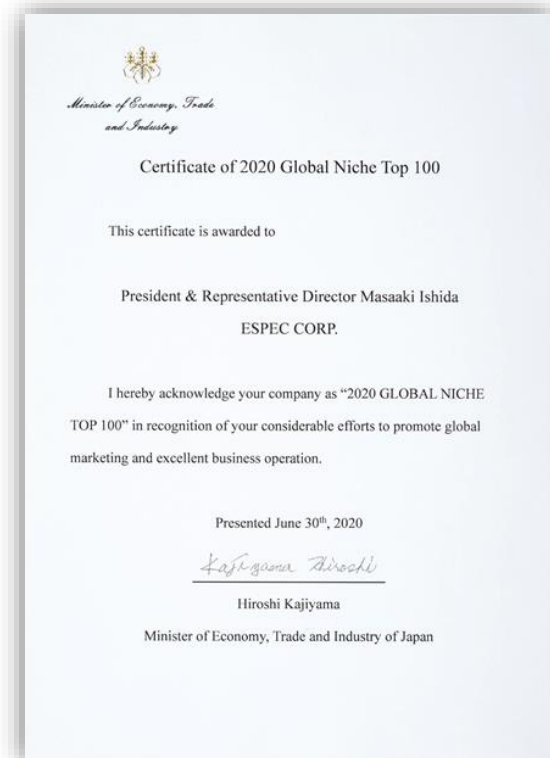 Minister of Economy, Trade
and Industry
Certificate of 2020 Global Niche Top 100
This certificate is awarded to
President & Representative Director Masaaki Ishida
ESPEC CORP.
I hereby acknowledge your company as “2020 GLOBAL NICHE
TOP 100” in recognition of your considerable efforts to promote global
marketing and excellent business operation.
Presented June 30th, 2020
Kajiyama Hiroshi
Hiroshi Kajiyama
Minister of Economy, Trade and Industry of Japan